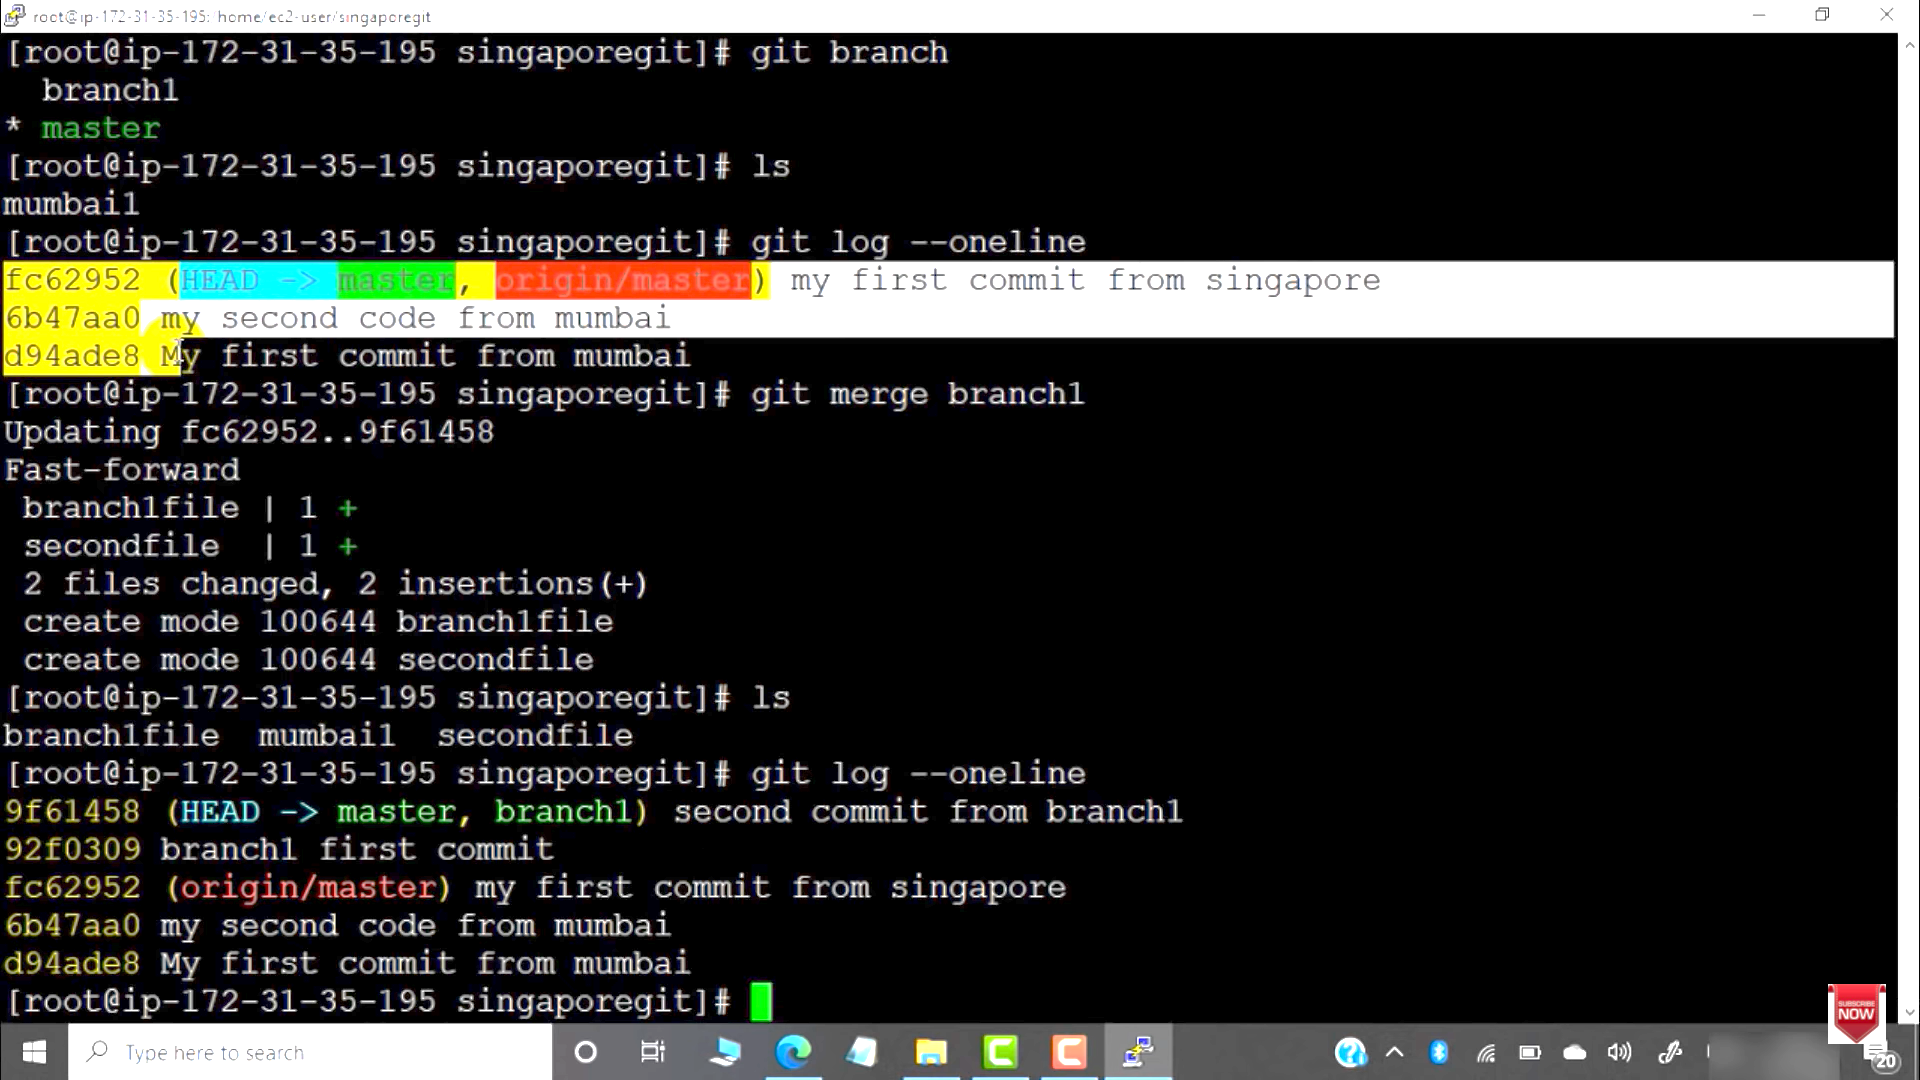 root@ip-172-31-35-195:/home/ec2-user/singaporegit
[root@ip-172-31-35-195 singaporegit]# git branch
  branch1
* master
[root@ip-172-31-35-195 singaporegit]# ls
mumbai1
[root@ip-172-31-35-195 singaporegit]# git log --oneline
fc62952 (HEAD -> master, origin/master) my first commit from singapore
6b47aa0 my second code from mumbai
d94ade8 My first commit from mumbai
[root@ip-172-31-35-195 singaporegit]# git merge branch1
Updating fc62952..9f61458
Fast-forward
 branch1file | 1 +
 secondfile  | 1 +
 2 files changed, 2 insertions(+)
 create mode 100644 branch1file
 create mode 100644 secondfile
[root@ip-172-31-35-195 singaporegit]# ls
branch1file  mumbai1  secondfile
[root@ip-172-31-35-195 singaporegit]# git log --oneline
9f61458 (HEAD -> master, branch1) second commit from branch1
92f0309 branch1 first commit
fc62952 (origin/master) my first commit from singapore
6b47aa0 my second code from mumbai
d94ade8 My first commit from mumbai
[root@ip-172-31-35-195 singaporegit]#
SUBSCRIBE
NOW
Type here to search
20